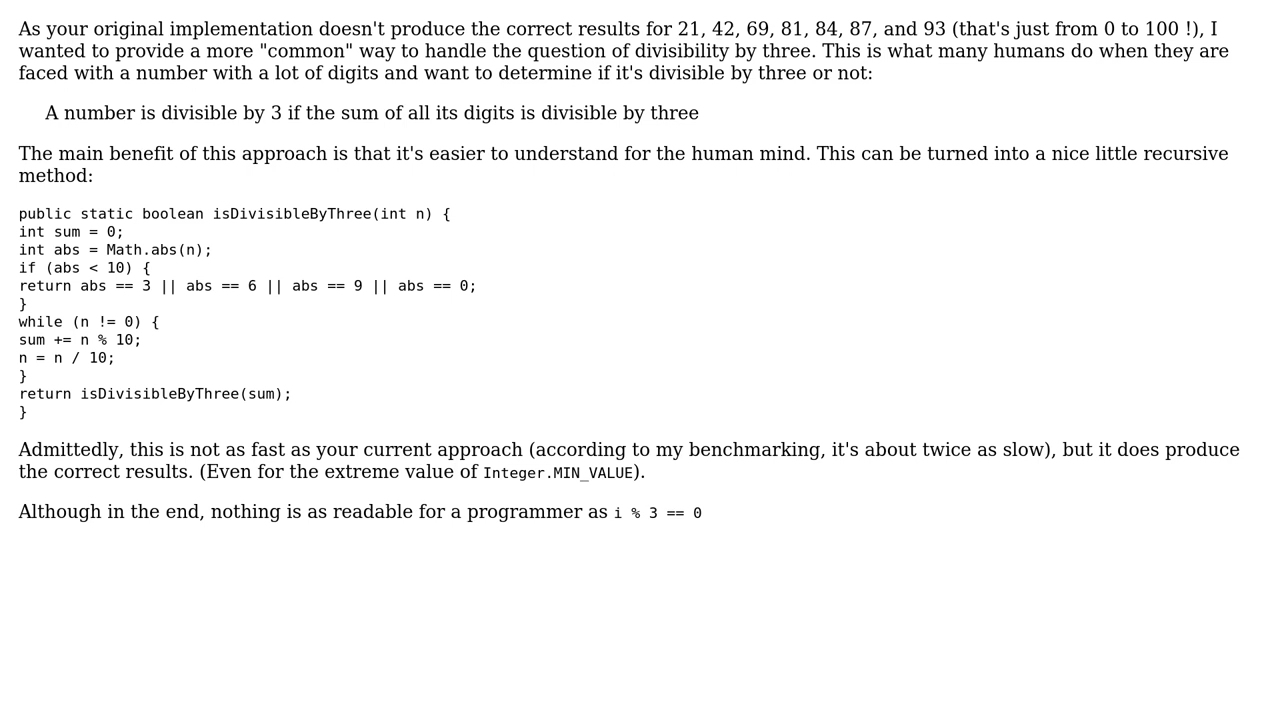 As your original implementation doesn't produce the correct results for 21, 42, 69, 81, 84, 87, and 93 (that's just from 0 to 100 !), I
wanted to provide a more "common" way to handle the question of divisibility by three. This is what many humans do when they are
faced with a number with a lot of digits and want to determine if it's divisible by three or not:
A number is divisible by 3 if the sum of all its digits is divisible by three
The main benefit of this approach is that it's easier to understand for the human mind. This can be turned into a nice little recursive
method:
public static boolean isDivisibleByThree(int n) {
int sum = 0;
int abs = Math.abs(n);
if (abs < 10) {
return abs == 3 || abs == 6 || abs == 9 || abs == 0;
}
while (n != 0) {
sum += n % 10;
n = n / 10;
}
return isDivisibleByThree(sum);
}
Admittedly, this is not as fast as your current approach (according to my benchmarking, it's about twice as slow), but it does produce
the correct results. (Even for the extreme value of Integer.MIN_VALUE).
Although in the end, nothing is as readable for a programmer as i % 3 == 0